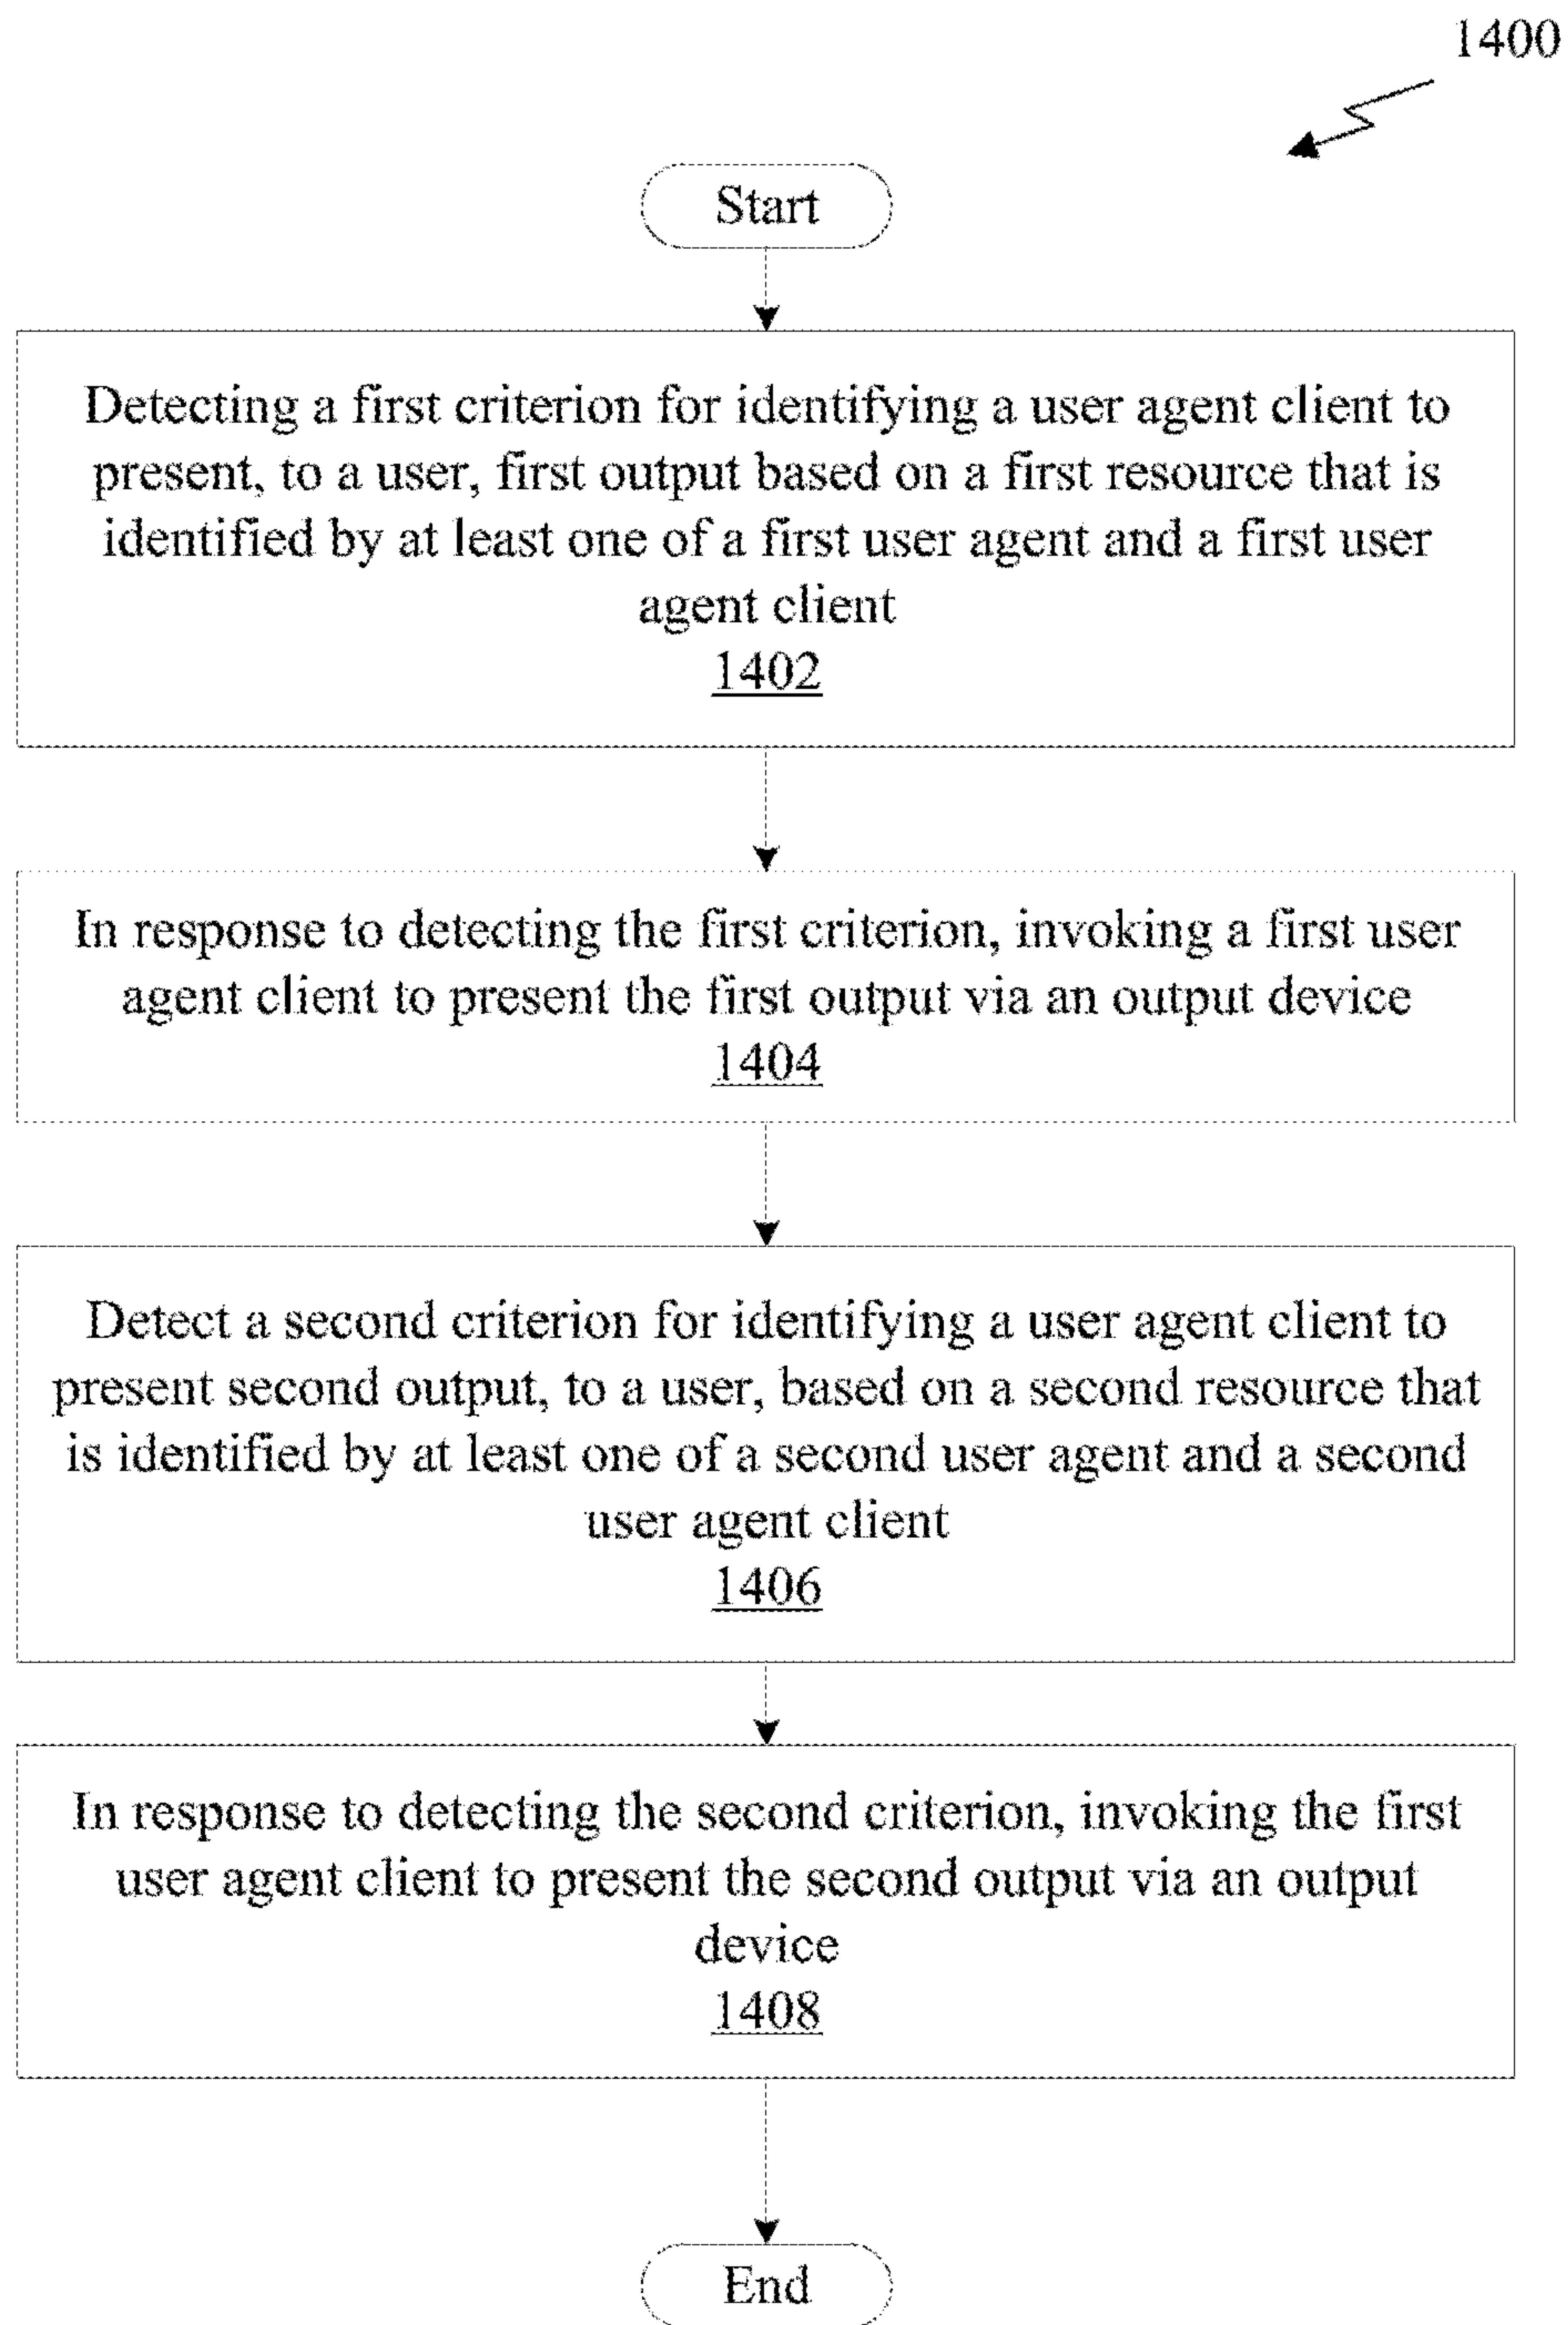 1400
Start
Detecting a first criterion for identifying a user agent client to
present, to a user, first output based on a first resource that is
identified by at least one of a first user agent and a first user
agent client
1402
In response to detecting the first criterion, invoking a first user
agent client to present the first output via an output device
1404
Detect a second criterion for identifying a user agent client to
present second output, to a user, based on a second resource that
is identified by at least one of a second user agent and a second
user agent client
1406
In response to detecting the second criterion, invoking the first
user agent client to present the second output via an output
device
1408
End